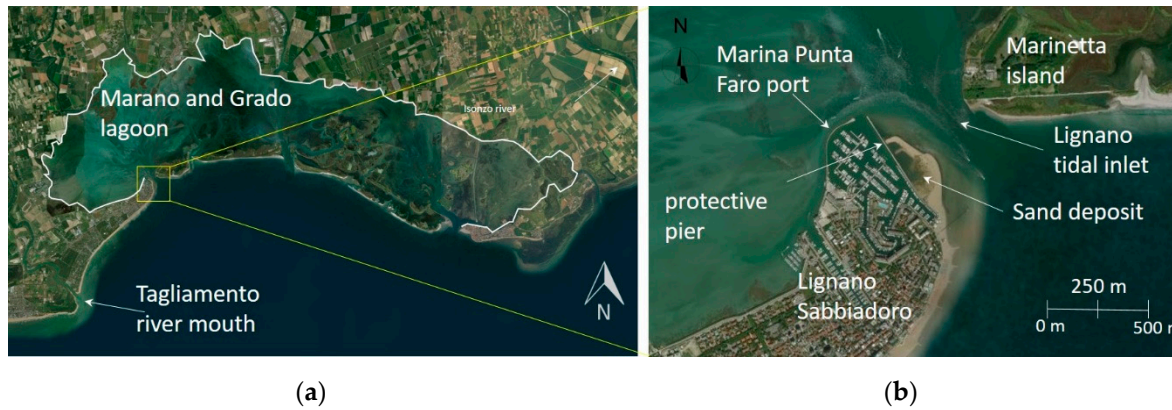 Marano and Grado
lagoon
Isonzo river
Tagliamento
river mouth
N
(a)
N
Marina Punta
Faro port
Marinetta
island
Lignano
tidal inlet
protective
pier
Sand deposit
Lignano
Sabbiadoro
250 m
0 m
500 m
(b)